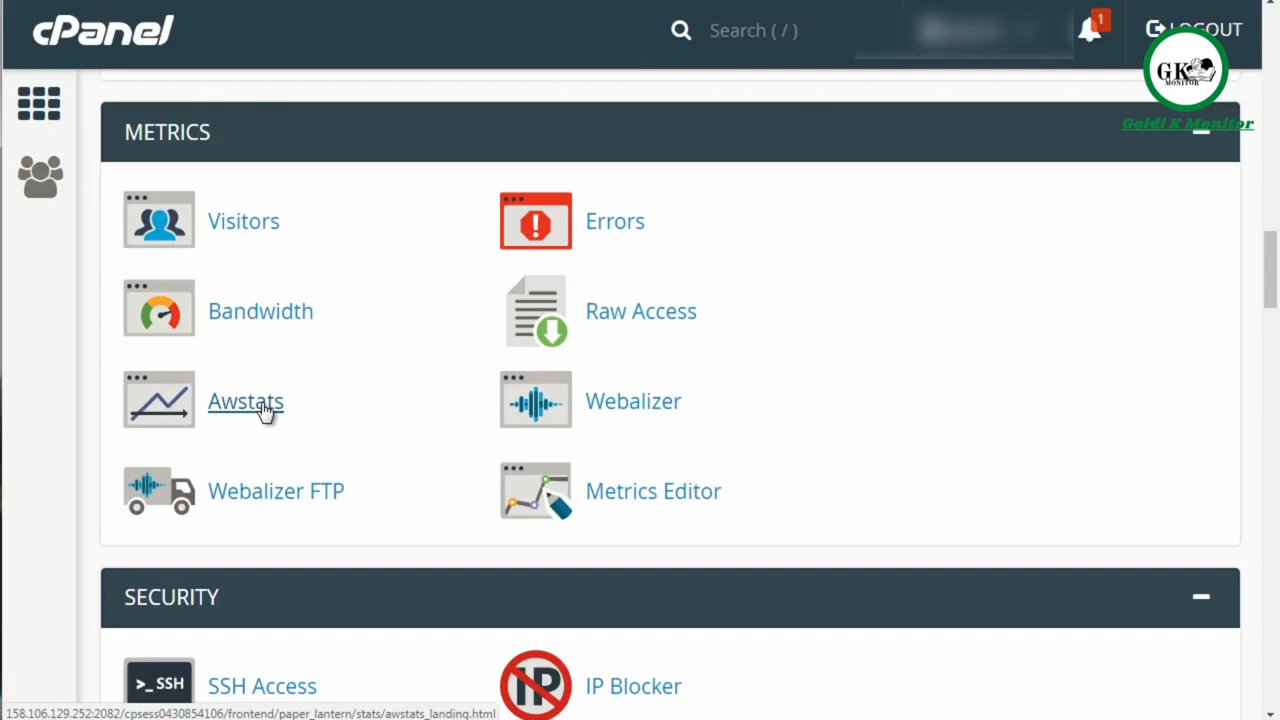 cPanel
Search ( / )
1
LOGOUT
GK
MONITOR
Goldi K Monitor
METRICS
Visitors
Errors
Bandwidth
Raw Access
Awstats
Webalizer
Webalizer FTP
Metrics Editor
SECURITY
>_ SSH
SSH Access
IP
IP Blocker
158.106.129.252:2082/cpsess0430854106/frontend/paper_lantern/stats/awstats_landing.html